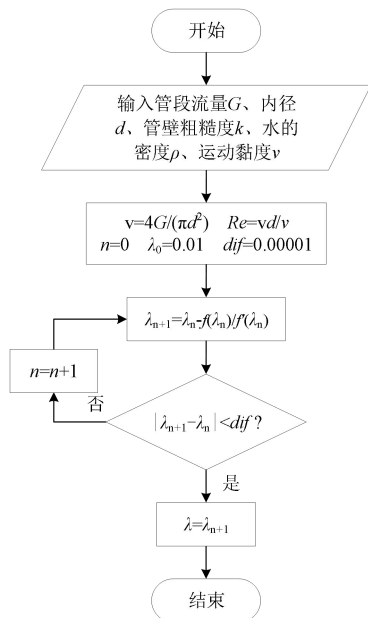 开始
输入管段流量G、内径
d、管壁粗糙度k、水的
密度ρ、运动黏度ν
v=4G/(πd²) Re=vd/ν
n=0 λ₀=0.01 dif=0.00001
λₙ₊₁=λₙ-f(λₙ)/f'(λₙ)
n=n+1
否
|λₙ₊₁−λₙ|<dif?
是
λ=λₙ₊₁
结束